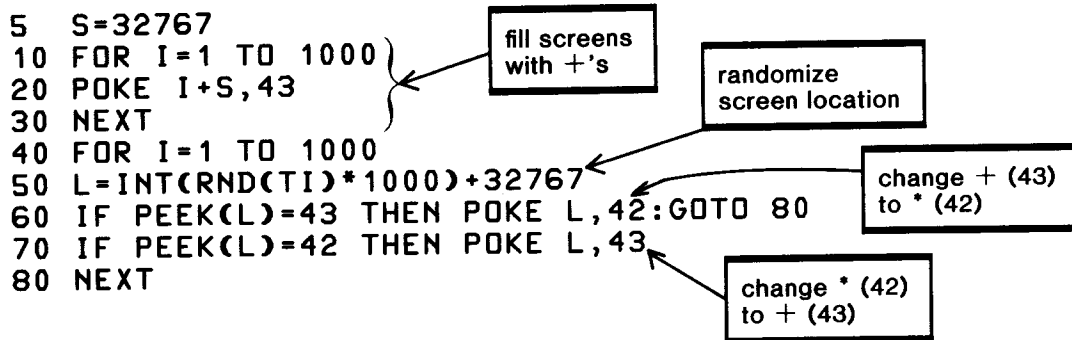 5 S=32767
10 FOR I=1 TO 1000
20 POKE I+S,43
30 NEXT
40 FOR I=1 TO 1000
50 L=INT(RND(TI)*1000)+32767
60 IF PEEK(L)=43 THEN POKE L,42:GOTO 80
70 IF PEEK(L)=42 THEN POKE L,43
80 NEXT
fill screens
with +'s
randomize
screen location
change + (43)
to * (42)
change * (42)
to + (43)